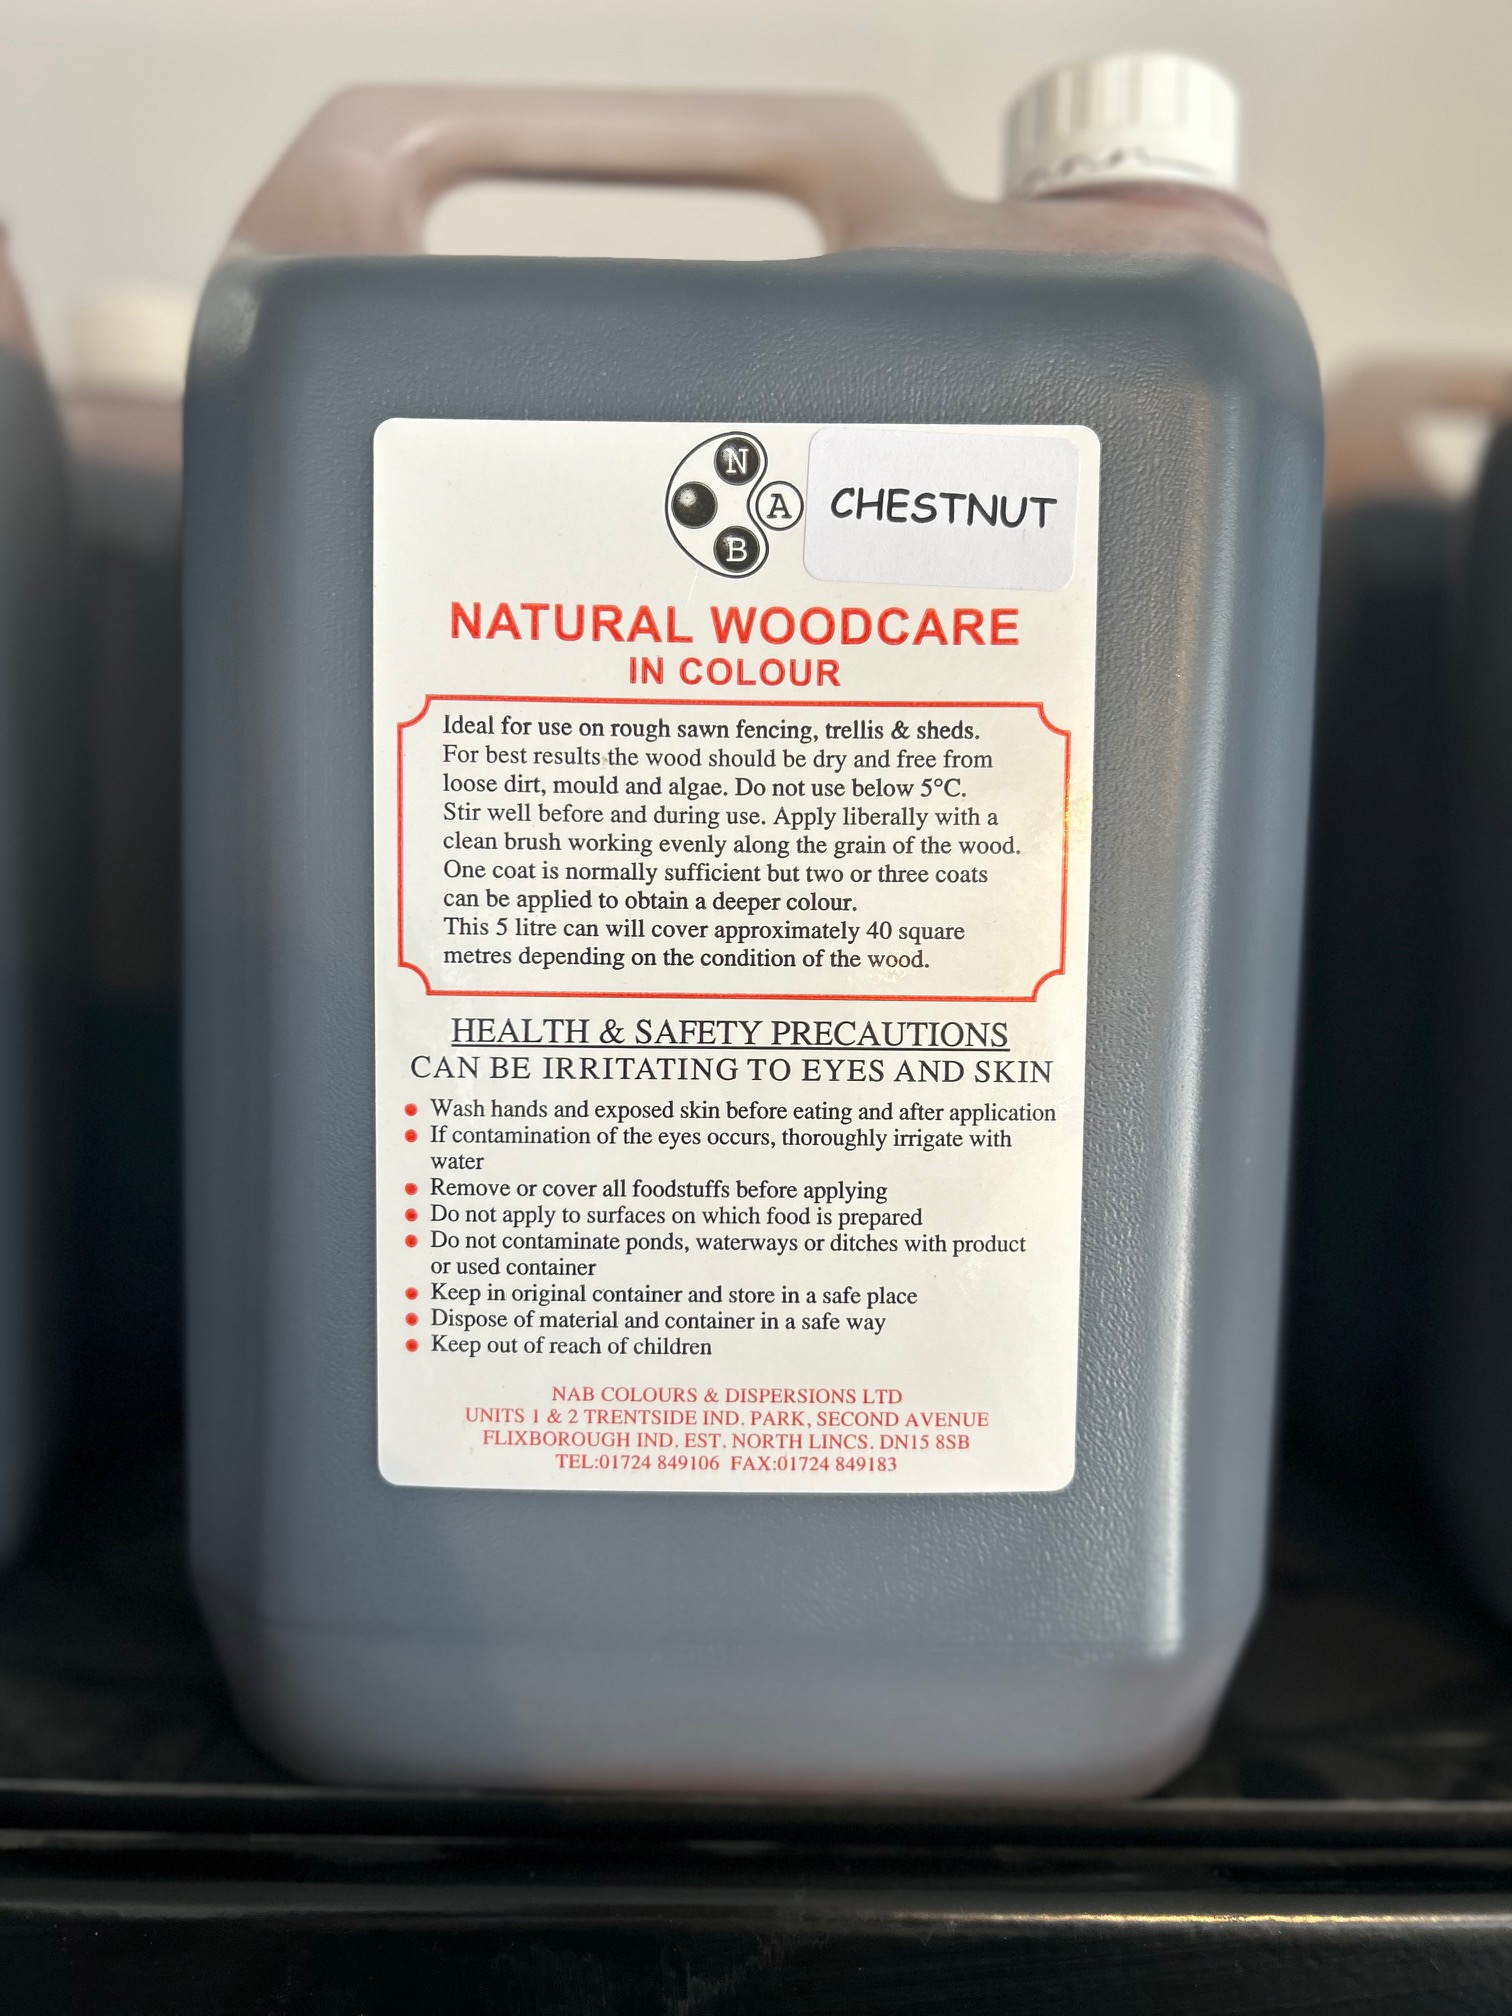 N
A
B
CHESTNUT
NATURAL WOODCARE
IN COLOUR
Ideal for use on rough sawn fencing, trellis & sheds.
For best results the wood should be dry and free from
loose dirt, mould and algae. Do not use below 5°C.
Stir well before and during use. Apply liberally with a
clean brush working evenly along the grain of the wood.
One coat is normally sufficient but two or three coats
can be applied to obtain a deeper colour.
This 5 litre can will cover approximately 40 square
metres depending on the condition of the wood.
HEALTH & SAFETY PRECAUTIONS
CAN BE IRRITATING TO EYES AND SKIN
Wash hands and exposed skin before eating and after application
If contamination of the eyes occurs, thoroughly irrigate with
water
Remove or cover all foodstuffs before applying
Do not apply to surfaces on which food is prepared
Do not contaminate ponds, waterways or ditches with product
or used container
Keep in original container and store in a safe place
Dispose of material and container in a safe way
Keep out of reach of children
NAB COLOURS & DISPERSIONS LTD
UNITS 1 & 2 TRENTSIDE IND. PARK, SECOND AVENUE
FLIXBOROUGH IND. EST. NORTH LINCS. DN15 8SB
TEL:01724 849106 FAX:01724 849183